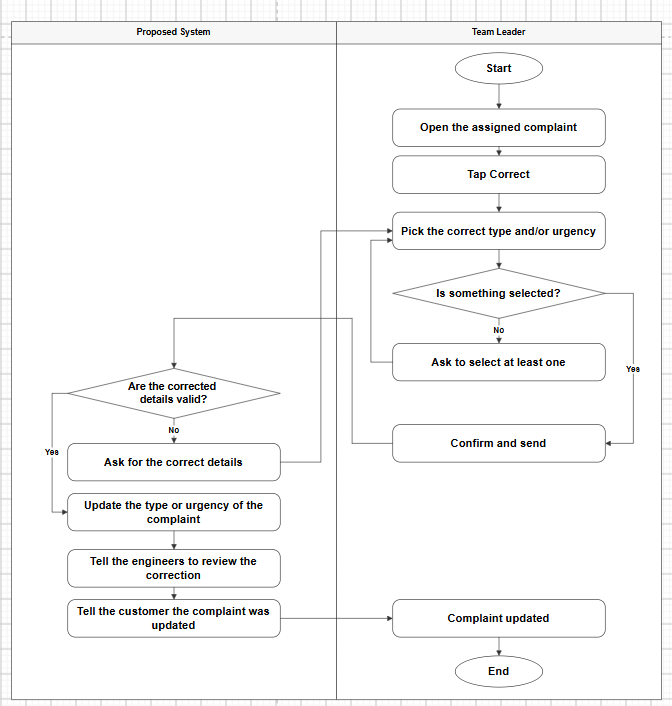 Proposed System
Team Leader
Start
Open the assigned complaint
Tap Correct
Pick the correct type and/or urgency
Is something selected?
No
Ask to select at least one
Yes
Are the corrected
details valid?
No
Yes
Confirm and send
Ask for the correct details
Update the type or urgency of the
complaint
Tell the engineers to review the
correction
Tell the customer the complaint was
updated
Complaint updated
End